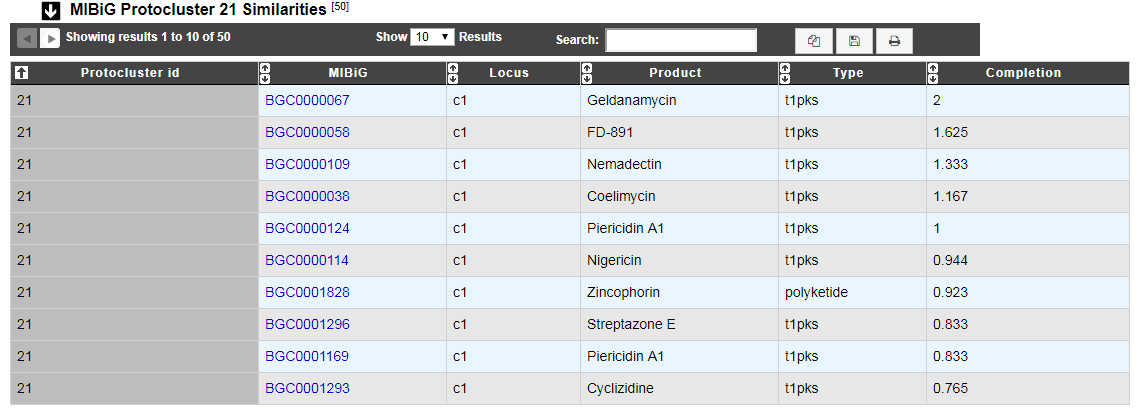 MIBiG Protocluster 21 Similarities [50]
Showing results 1 to 10 of 50 Show 10 Results Search:
Protocluster id MIBiG Locus Product Type Completion
21 BGC0000067 c1 Geldanamycin t1pks 2
21 BGC0000058 c1 FD-891 t1pks 1.625
21 BGC0000109 c1 Nemadectin t1pks 1.333
21 BGC0000038 c1 Coelimycin t1pks 1.167
21 BGC0000124 c1 Piericidin A1 t1pks 1
21 BGC0000114 c1 Nigericin t1pks 0.944
21 BGC0001828 c1 Zincophorin polyketide 0.923
21 BGC0001296 c1 Streptazone E t1pks 0.833
21 BGC0001169 c1 Piericidin A1 t1pks 0.833
21 BGC0001293 c1 Cyclizidine t1pks 0.765